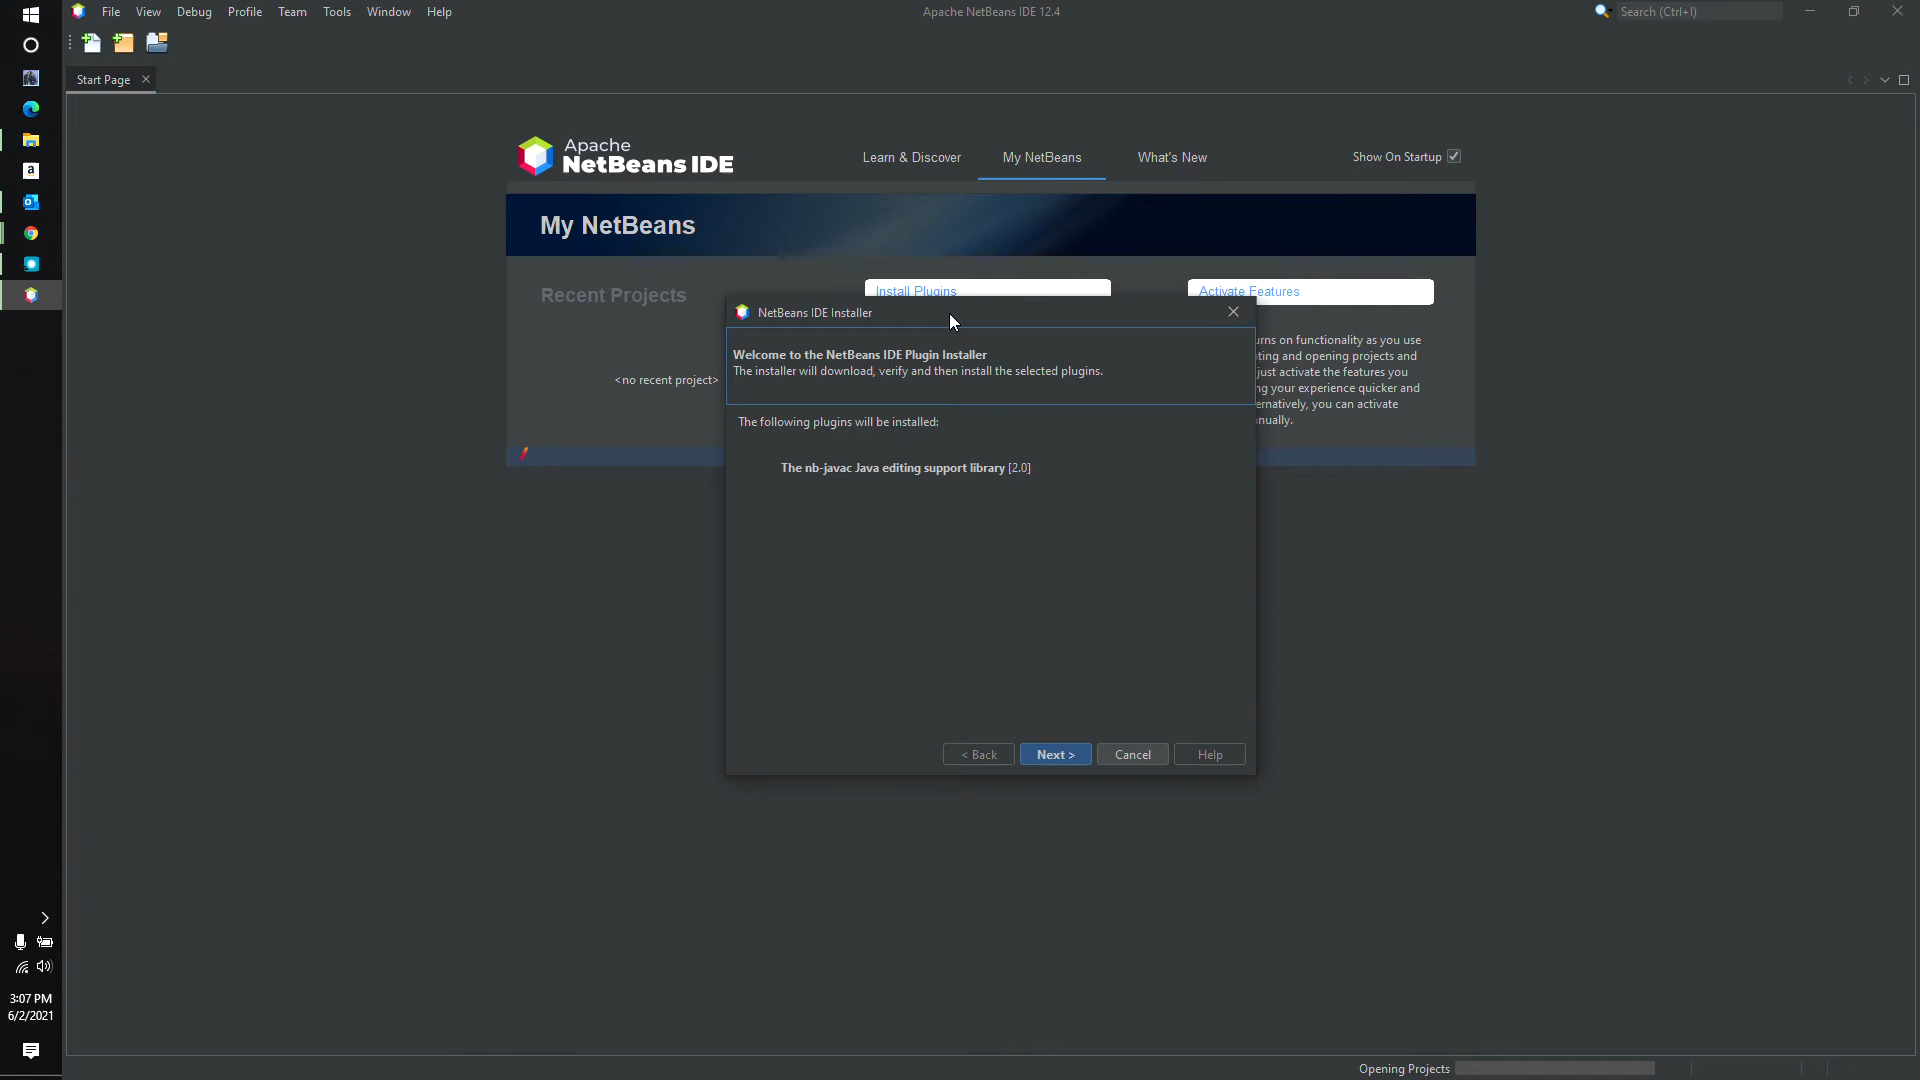 File View Debug Profile Team Tools Window Help
Apache NetBeans IDE 12.4
Search (Ctrl+I)
Start Page
Apache
NetBeans IDE
Learn & Discover
My NetBeans
What's New
Show On Startup
My NetBeans
Recent Projects
<no recent project>
Install Plugins
Activate Features
urns on functionality as you use
ting and opening projects and
just activate the features you
ng your experience quicker and
ernatively, you can activate
nually.
NetBeans IDE Installer
Welcome to the NetBeans IDE Plugin Installer
The installer will download, verify and then install the selected plugins.
The following plugins will be installed:
The nb-javac Java editing support library [2.0]
< Back
Next >
Cancel
Help
a
3:07 PM
6/2/2021
Opening Projects